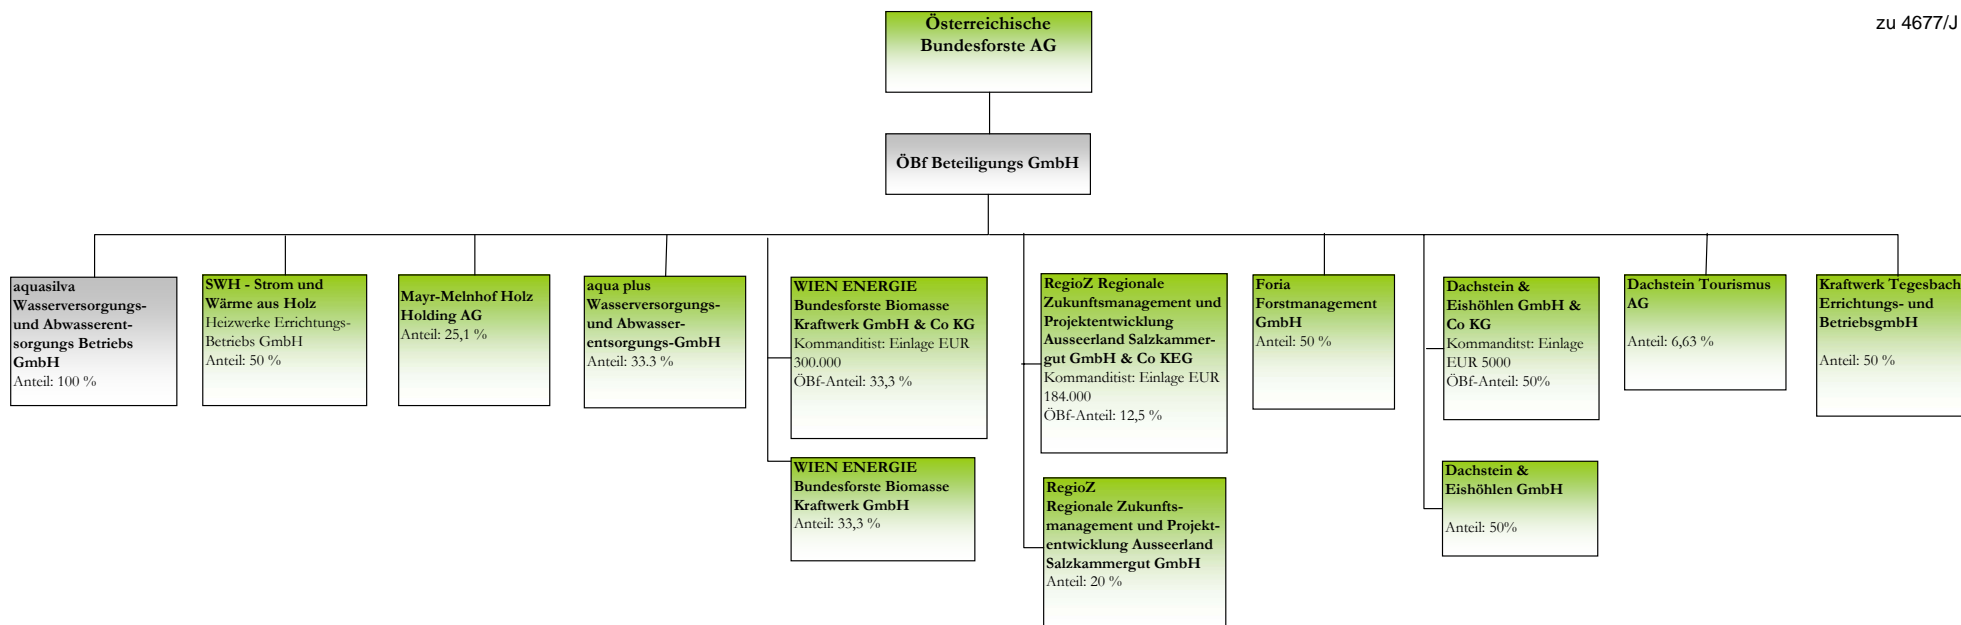 zu 4677/J
Österreichische
Bundesforste AG
ÖBf Beteiligungs GmbH
aquasilva
Wasserversorgungs-
und Abwasserent-
sorgungs Betriebs
GmbH
Anteil: 100 %
SWH - Strom und
Wärme aus Holz
Heizwerke Errichtungs-
Betriebs GmbH
Anteil: 50 %
Mayr-Melnhof Holz
Holding AG
Anteil: 25,1 %
aqua plus
Wasserversorgungs-
und Abwasser-
entsorgungs-GmbH
Anteil: 33.3 %
WIEN ENERGIE
Bundesforste Biomasse
Kraftwerk GmbH & Co KG
Kommanditist: Einlage EUR
300.000
ÖBf-Anteil: 33,3 %
WIEN ENERGIE
Bundesforste Biomasse
Kraftwerk GmbH
Anteil: 33,3 %
RegioZ Regionale
Zukunftsmanagement und
Projektentwicklung
Ausseerland Salzkammer-
gut GmbH & Co KEG
Kommanditist: Einlage EUR
184.000
ÖBf-Anteil: 12,5 %
RegioZ
Regionale Zukunfts-
management und Projekt-
entwicklung Ausseerland
Salzkammergut GmbH
Anteil: 20 %
Foria
Forstmanagement
GmbH
Anteil: 50 %
Dachstein &
Eishöhlen GmbH &
Co KG
Kommanditst: Einlage
EUR 5000
ÖBf-Anteil: 50%
Dachstein &
Eishöhlen GmbH
Anteil: 50%
Dachstein Tourismus
AG
Anteil: 6,63 %
Kraftwerk Tegesbach
Errichtungs- und
BetriebsgmbH
Anteil: 50 %